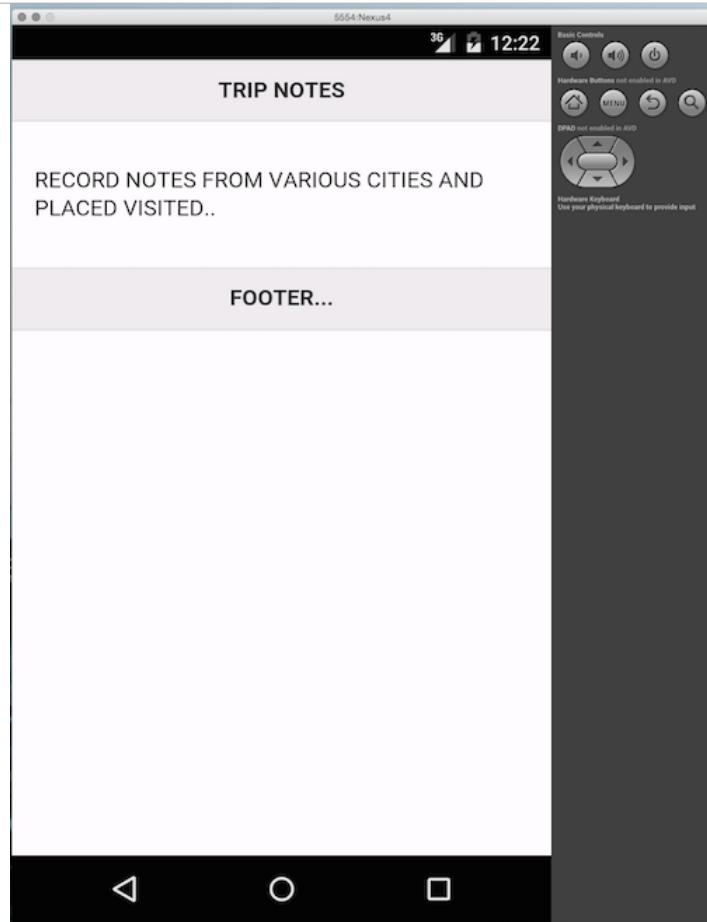 5554:Nexus4
3G 12:22
TRIP NOTES
RECORD NOTES FROM VARIOUS CITIES AND
PLACED VISITED..
FOOTER...
Basic Controls
Hardware Buttons not enabled in AVD
MENU
DPAD not enabled in AVD
Hardware Keyboard
Use your physical keyboard to provide input